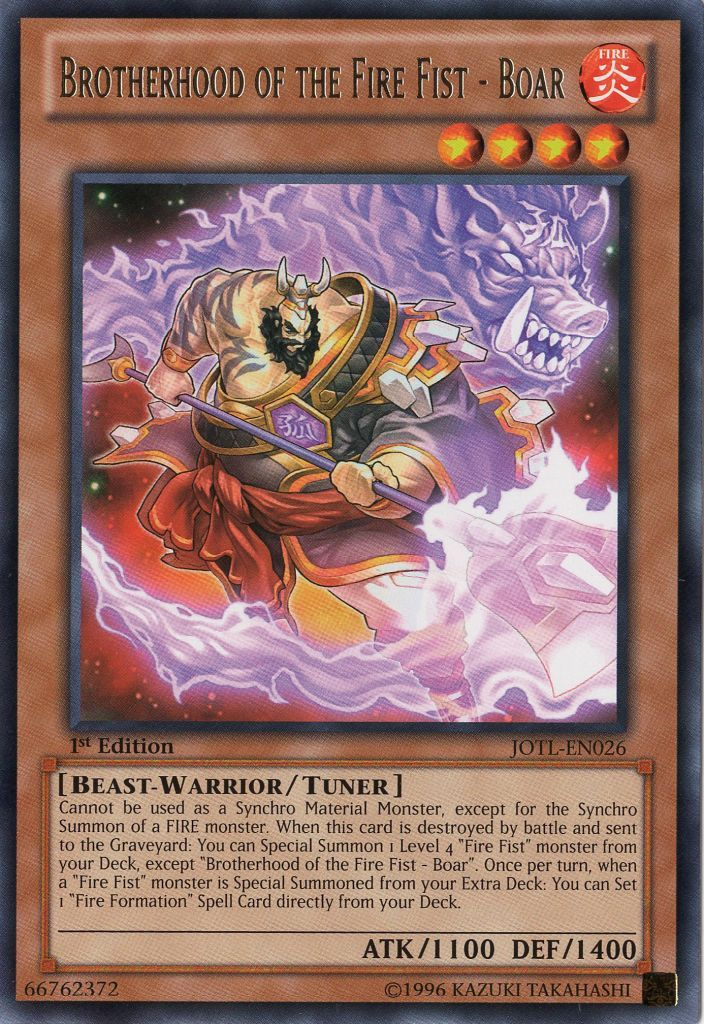 BROTHERHOOD OF THE FIRE FIST - BOAR
FIRE
炎
1st Edition
JOTL-EN026
[BEAST-WARRIOR/TUNER]
Cannot be used as a Synchro Material Monster, except for the Synchro
Summon of a FIRE monster. When this card is destroyed by battle and sent
to the Graveyard: You can Special Summon 1 Level 4 "Fire Fist" monster from
your Deck, except "Brotherhood of the Fire Fist - Boar". Once per turn, when
a "Fire Fist" monster is Special Summoned from your Extra Deck: You can Set
1 "Fire Formation" Spell Card directly from your Deck.
ATK/1100 DEF/1400
66762372
©1996 KAZUKI TAKAHASHI